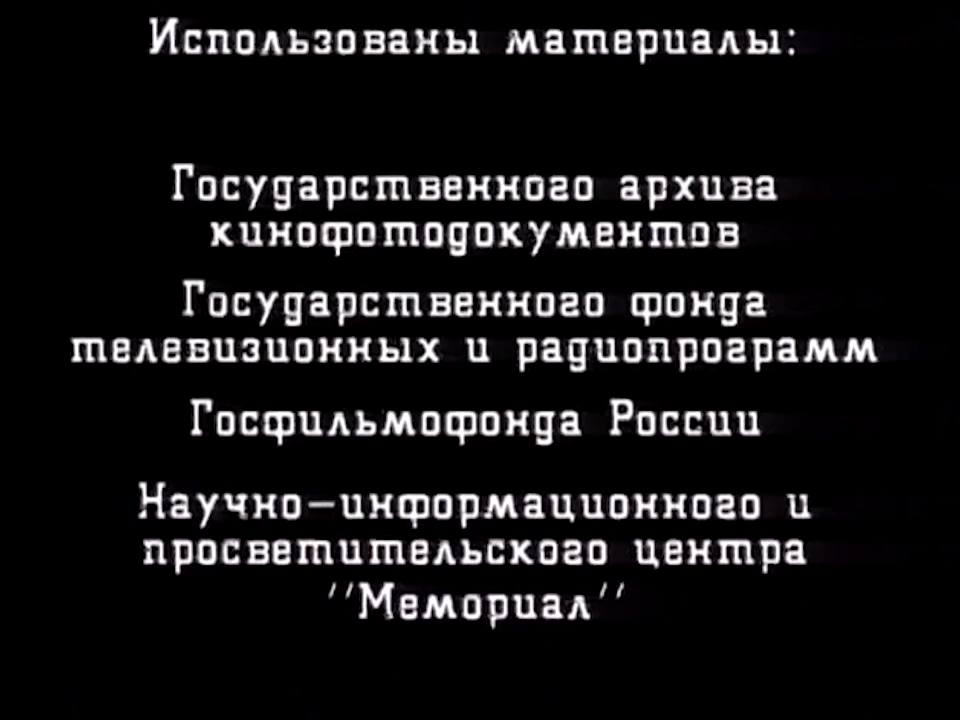 Использованы материалы:
Государственного архива
кинофотодокументов
Государственного фонда
телевизионных и радиопрограмм
Госфильмофонда России
Научно-информационного и
просветительского центра
''Мемориал''